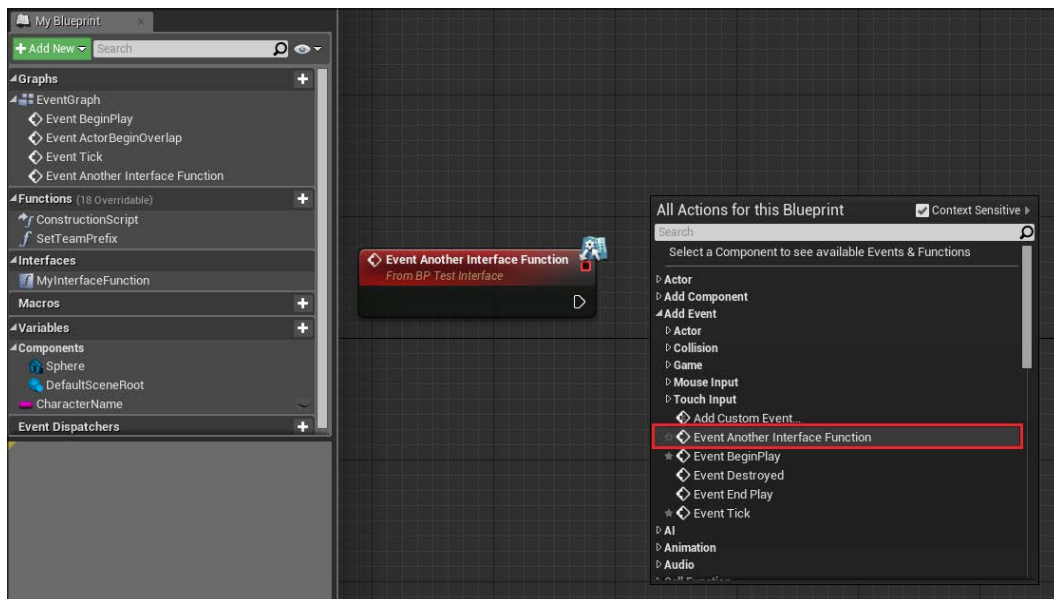 My Blueprint
Add New
Search
Graphs
EventGraph
Event BeginPlay
Event ActorBeginOverlap
Event Tick
Event Another Interface Function
Functions (18 Overridable)
ConstructionScript
SetTeamPrefix
Interfaces
MyInterfaceFunction
Macros
Variables
Components
Sphere
DefaultSceneRoot
CharacterName
Event Dispatchers
Event Another Interface Function
From BP Test Interface
All Actions for this Blueprint
Context Sensitive
Search
Select a Component to see available Events & Functions
Actor
Add Component
Add Event
Actor
Collision
Game
Mouse Input
Touch Input
Add Custom Event...
Event Another Interface Function
Event BeginPlay
Event Destroyed
Event End Play
Event Tick
AI
Animation
Audio